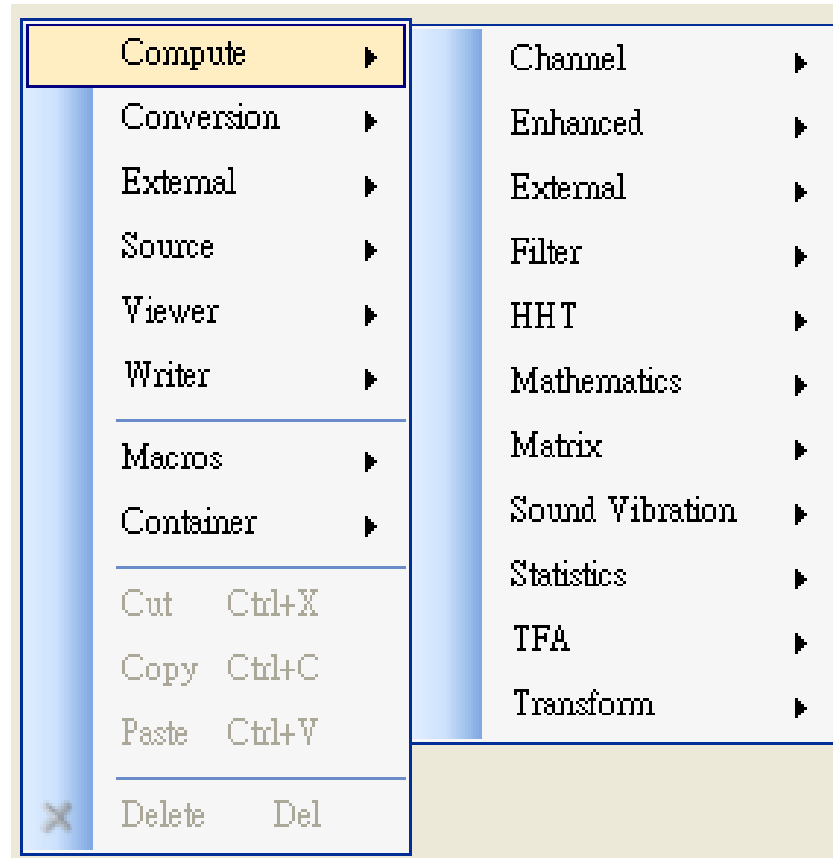 Compute
Conversion
External
Source
Viewer
Writer
Macros
Container
Cut Ctrl+X
Copy Ctrl+C
Paste Ctrl+V
Delete Del
Channel
Enhanced
External
Filter
HHT
Mathematics
Matrix
Sound Vibration
Statistics
TFA
Transform